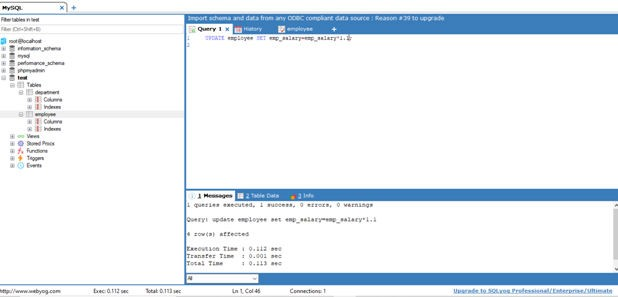 MySQL
Import schema and data from any ODBC compliant data source : Reason #39 to upgrade
Filter tables in test
Filter (Ctrl+Shift+B)
root@localhost
information_schema
mysql
performance_schema
phpmyadmin
test
Tables
department
Columns
Indexes
employee
Columns
Indexes
Views
Stored Procs
Functions
Triggers
Events
Query 1
History
employee
+
1 UPDATE employee SET emp_salary=emp_salary*1.1;
2
1 Messages 2 Table Data 3 Info
1 queries executed, 1 success, 0 errors, 0 warnings
Query: update employee set emp_salary=emp_salary*1.1
4 row(s) affected
Execution Time : 0.112 sec
Transfer Time : 0.001 sec
Total Time : 0.113 sec
All
http://www.webyog.com Exec: 0.112 sec Total: 0.113 sec Ln 1, Col 46 Connections: 1 Upgrade to SQLyog Professional/Enterprise/Ultimate